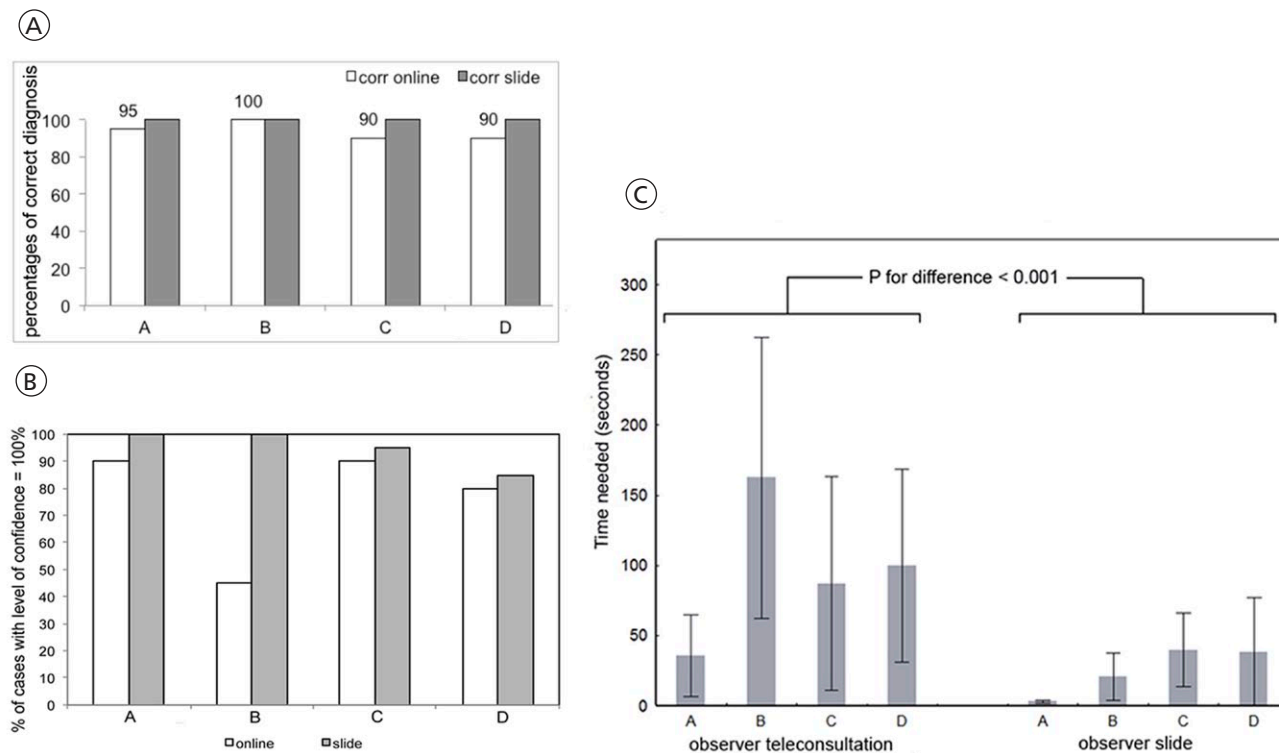 A
percentages of correct diagnosis
corr online corr slide
95 100 90 90
100
80
60
40
20
0
A B C D
B
% of cases with level of confidence = 100%
100
90
80
70
60
50
40
30
20
10
0
A B C D
online slide
C
Time needed (seconds)
P for difference < 0.001
300
250
200
150
100
50
0
A B C D A B C D
observer teleconsultation observer slide